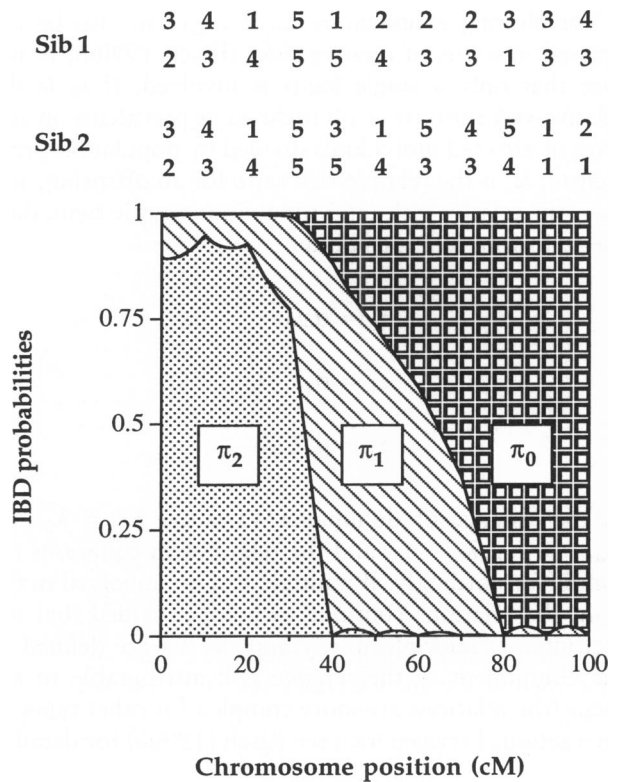 3 4 1 5 1 2 2 2 3 3 4
Sib 1
2 3 4 5 5 4 3 3 1 3 3
3 4 1 5 3 1 5 4 5 1 2
Sib 2
2 3 4 5 5 4 3 3 4 1 1
1
0.75
0.5
0.25
0
IBD probabilities
π2
π1
π0
0 20 40 60 80 100
Chromosome position (cM)